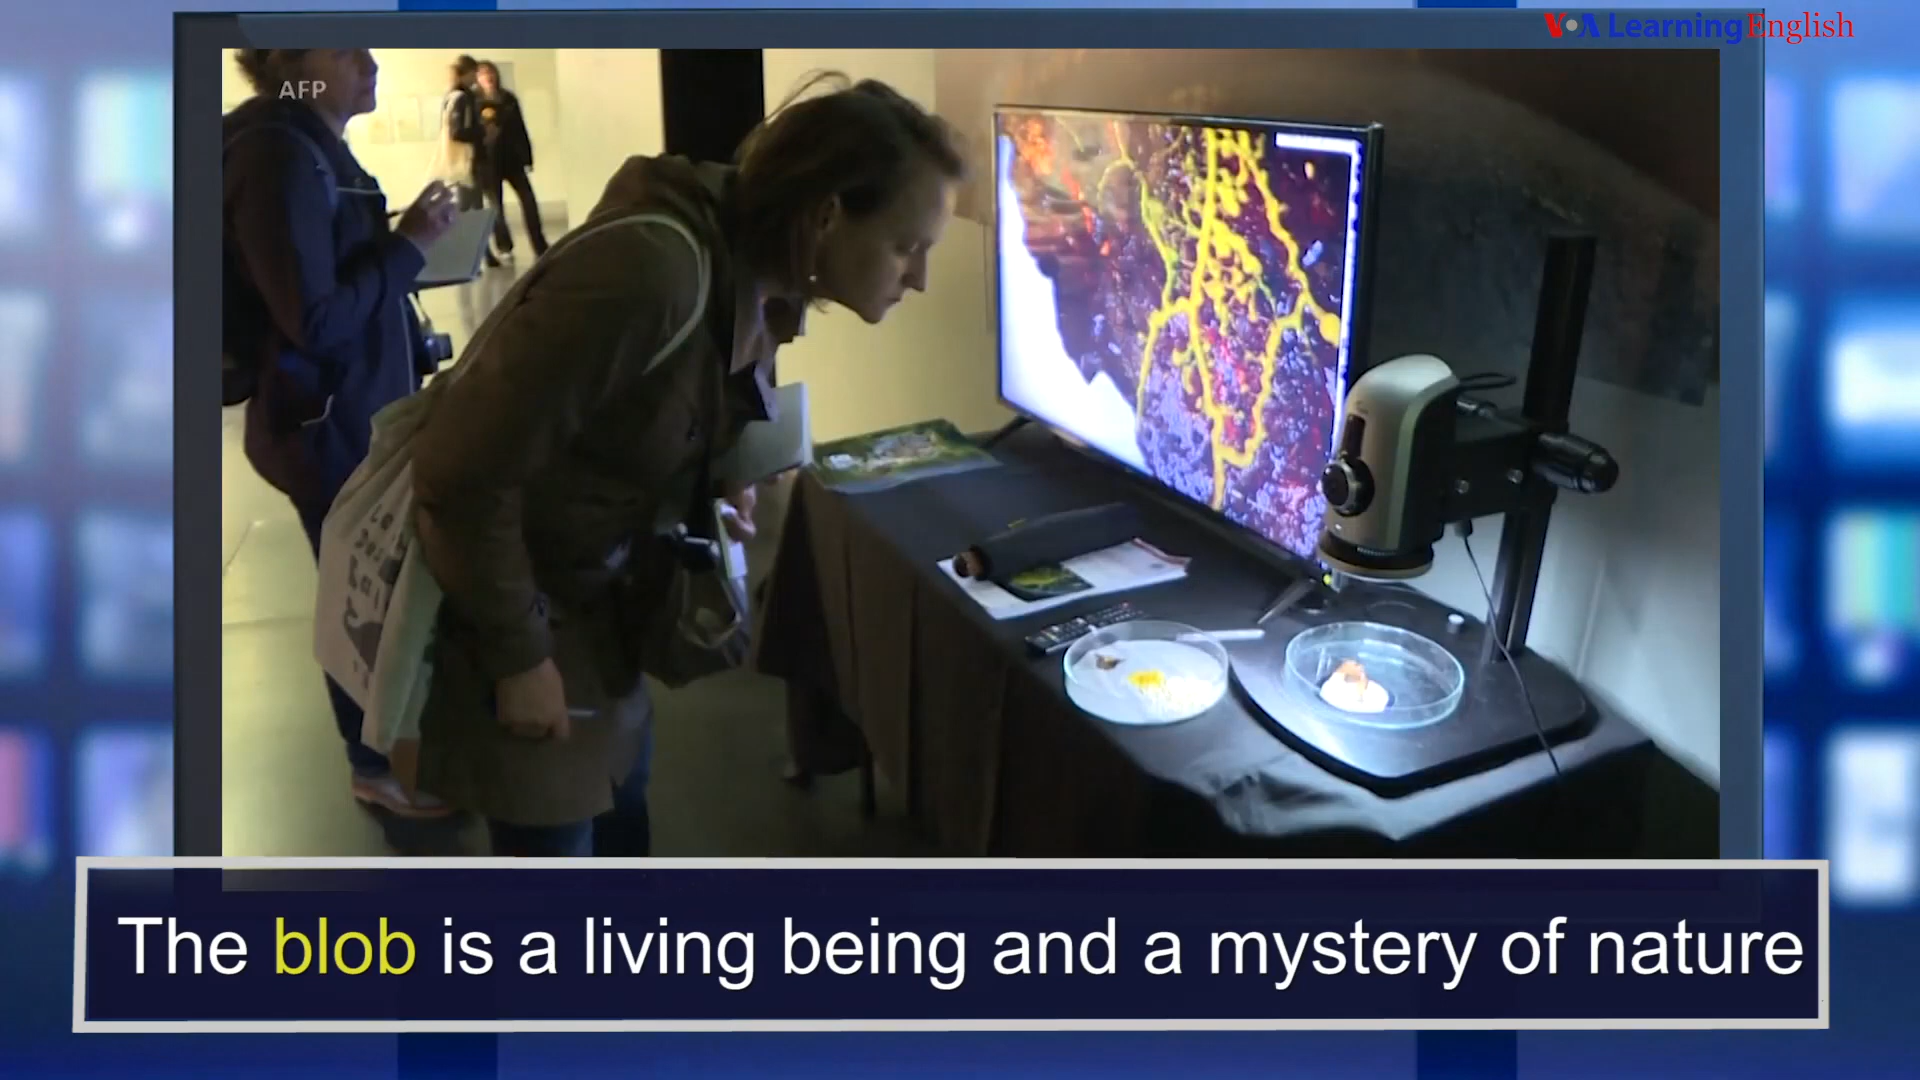 VOA Learning English
AFP
The blob is a living being and a mystery of nature